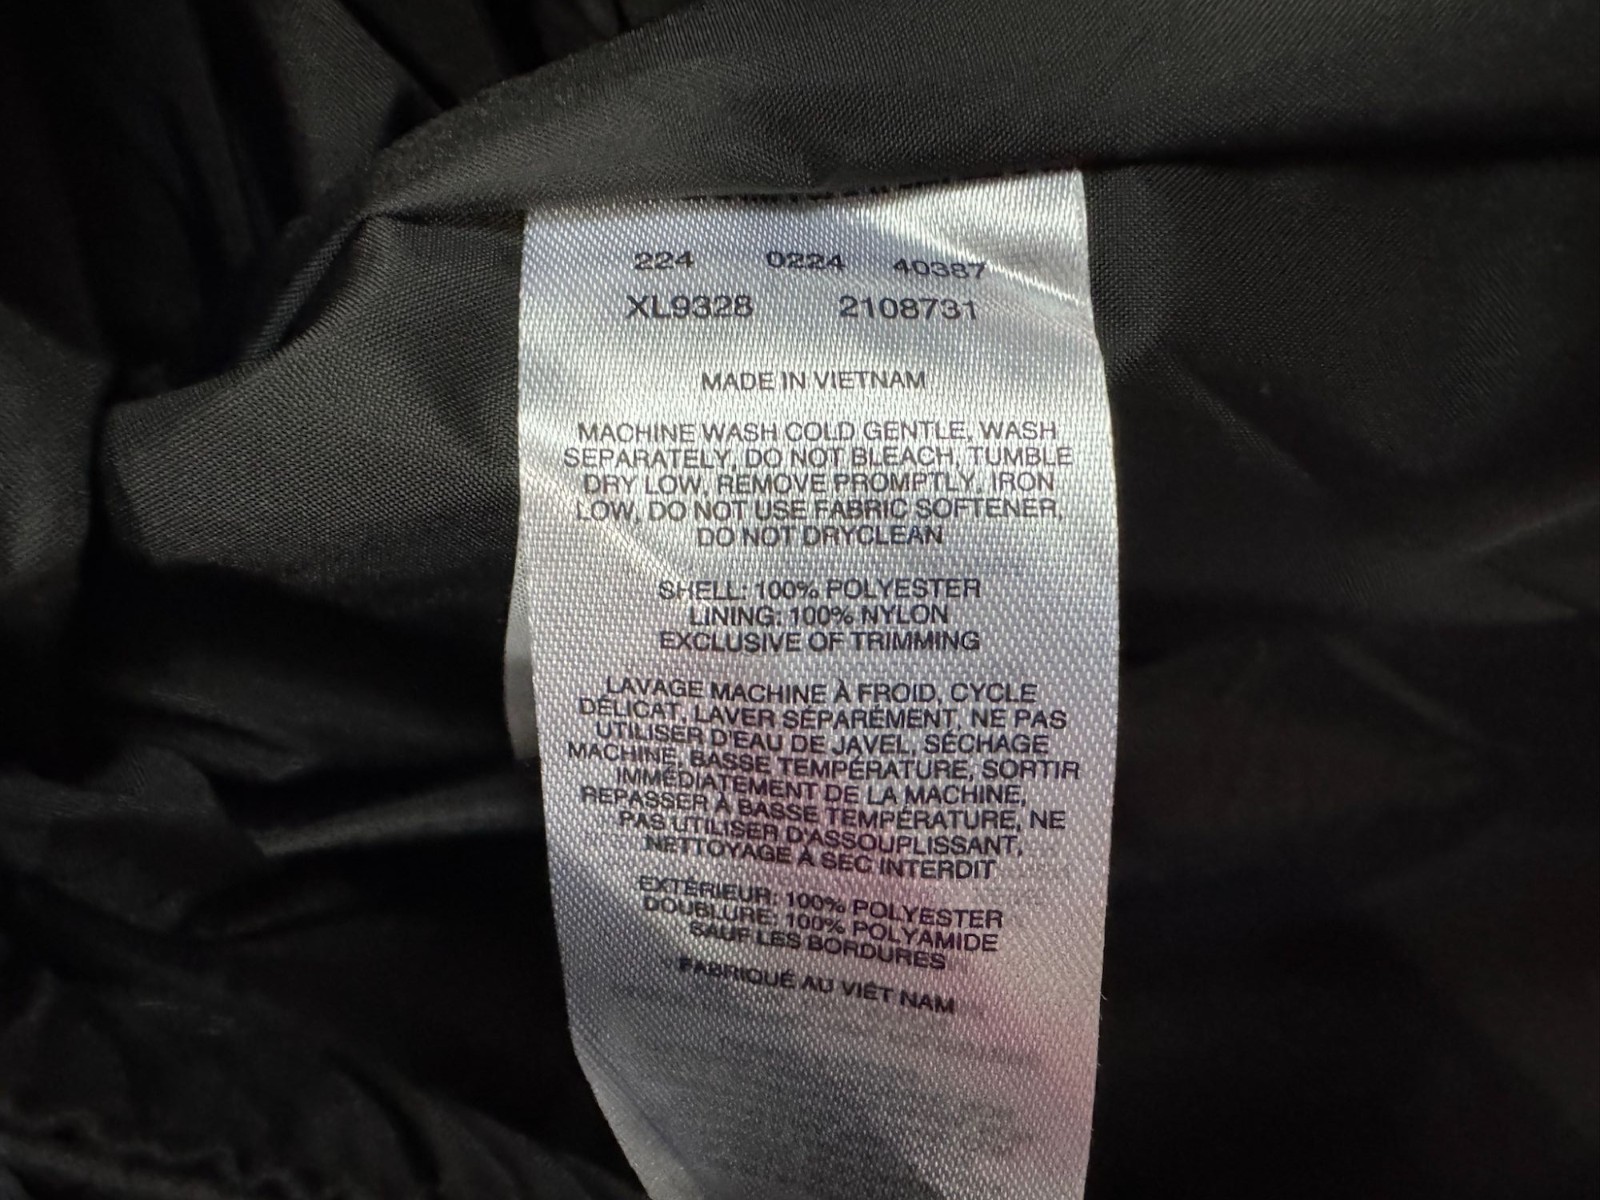 224 0224 40387
XL9328 2108731
MADE IN VIETNAM
MACHINE WASH COLD GENTLE, WASH
SEPARATELY, DO NOT BLEACH, TUMBLE
DRY LOW, REMOVE PROMPTLY, IRON
LOW, DO NOT USE FABRIC SOFTENER,
DO NOT DRYCLEAN
SHELL: 100% POLYESTER
LINING: 100% NYLON
EXCLUSIVE OF TRIMMING
LAVAGE MACHINE À FROID, CYCLE
DÉLICAT, LAVER SÉPARÉMENT, NE PAS
UTILISER D'EAU DE JAVEL, SÉCHAGE
MACHINE, BASSE TEMPÉRATURE, SORTIR
IMMÉDIATEMENT DE LA MACHINE,
REPASSER À BASSE TEMPÉRATURE, NE
PAS UTILISER D'ASSOUPLISSANT,
NETTOYAGE À SEC INTERDIT
EXTÉRIEUR: 100% POLYESTER
DOUBLURE: 100% POLYAMIDE
SAUF LES BORDURES
FABRIQUÉ AU VIÊT NAM